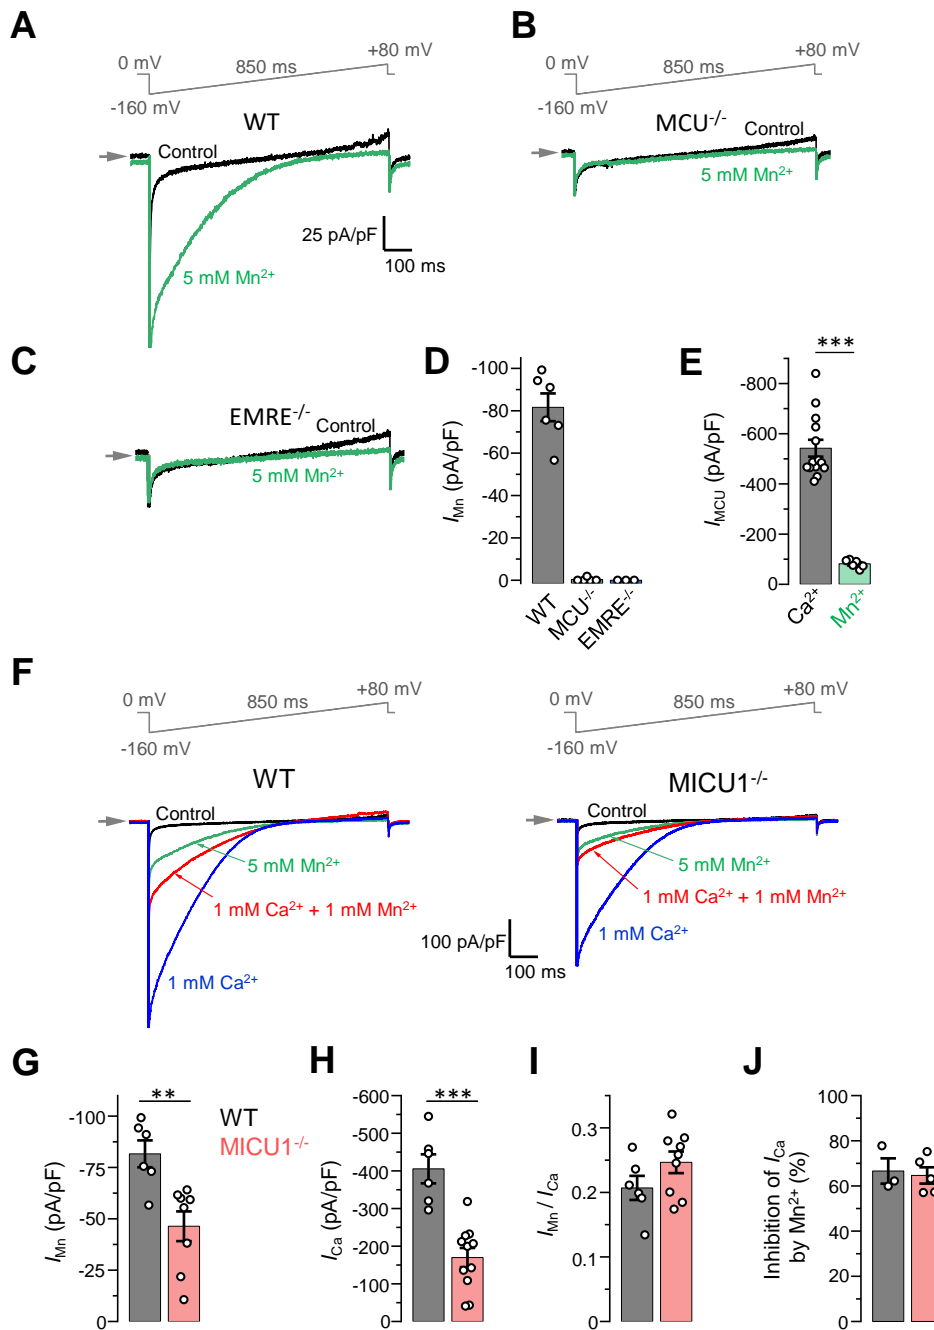 A
0 mV
+80 mV
850 ms
-160 mV
WT
Control
25 pA/pF
100 ms
5 mM Mn²⁺
B
0 mV
+80 mV
850 ms
-160 mV
MCU⁻/⁻
Control
5 mM Mn²⁺
C
EMRE⁻/⁻
Control
5 mM Mn²⁺
D
I_Mn (pA/pF)
-100
-80
-60
-40
-20
0
WT
MCU⁻/⁻
EMRE⁻/⁻
E
***
I_MCU (pA/pF)
-800
-600
-400
-200
0
Ca²⁺
Mn²⁺
F
0 mV
+80 mV
850 ms
-160 mV
WT
Control
5 mM Mn²⁺
1 mM Ca²⁺ + 1 mM Mn²⁺
1 mM Ca²⁺
100 pA/pF
100 ms
0 mV
+80 mV
850 ms
-160 mV
MICU1⁻/⁻
Control
5 mM Mn²⁺
1 mM Ca²⁺ + 1 mM Mn²⁺
1 mM Ca²⁺
G
**
I_Mn (pA/pF)
-100
-75
-50
-25
0
WT
MICU1⁻/⁻
H
***
I_Ca (pA/pF)
-600
-500
-400
-300
-200
-100
0
I
I_Mn / I_Ca
0.3
0.2
0.1
0
J
Inhibition of I_Ca
by Mn²⁺ (%)
100
80
60
40
20
0